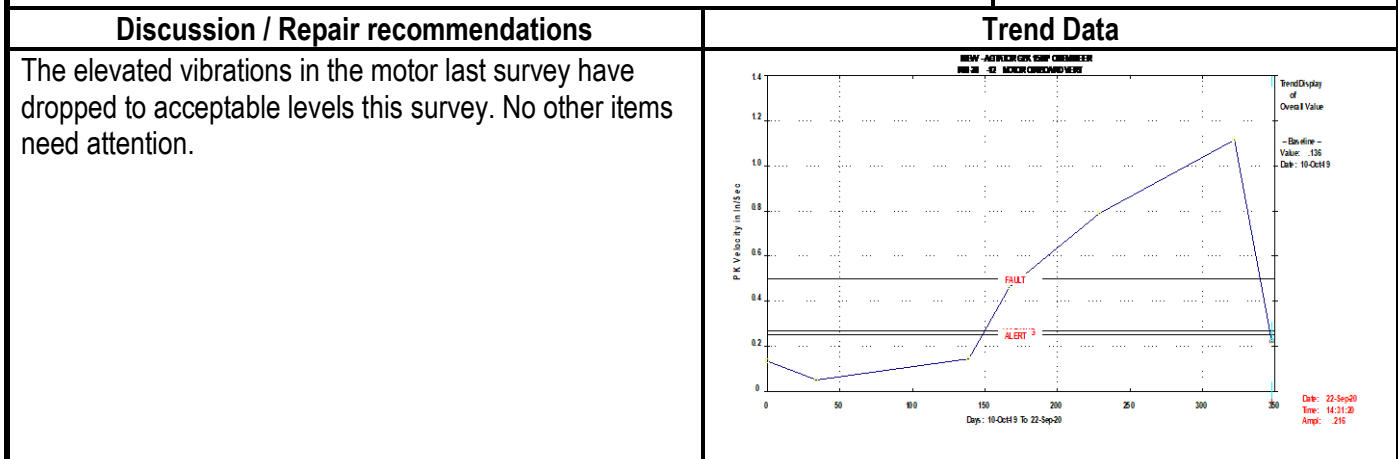 Discussion / Repair recommendations
Trend Data
The elevated vibrations in the motor last survey have
dropped to acceptable levels this survey. No other items
need attention.
MOTOR ONBOARD VERT
Trend Display
of
Overall Value
-- Baseline --
Value: .136
Date: 10-Oct-19
PK Velocity in In/Sec
1.4
1.2
1.0
0.8
0.6
0.4
0.2
0
FAULT
ALERT
0
50
100
150
200
250
300
350
Days: 10-Oct-19 To 22-Sep-20
Date: 22-Sep-20
Time: 14:31:20
Ampl: .216